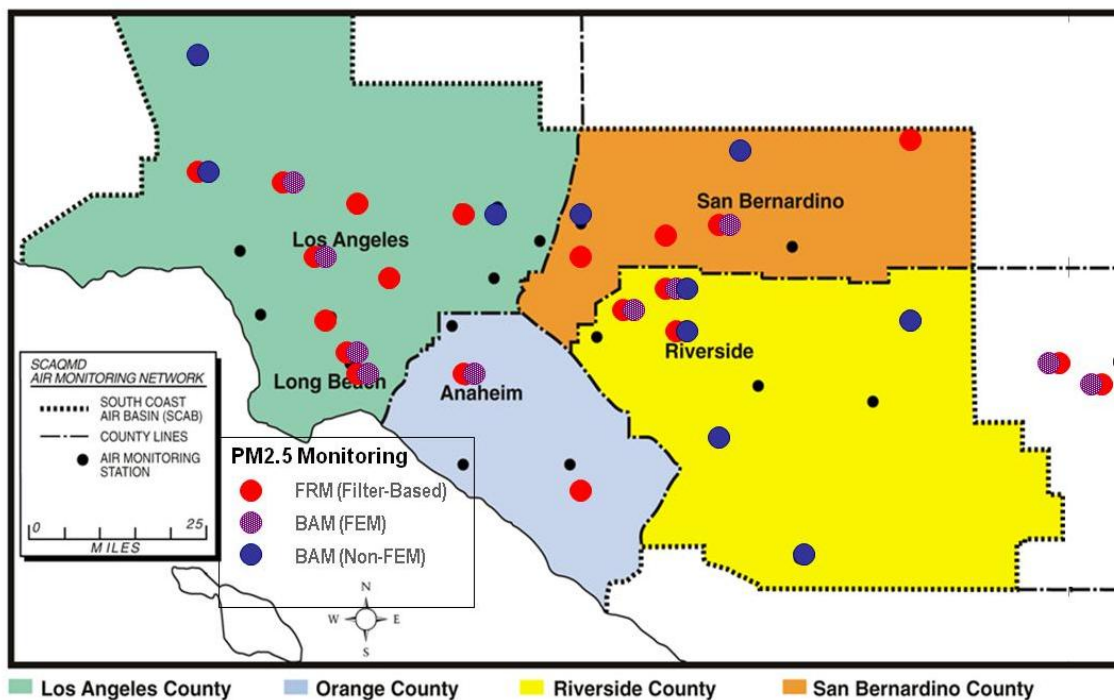 San Bernardino
Los Angeles
Riverside
Long Beach
Anaheim
SCAQMD
AIR MONITORING NETWORK
SOUTH COAST
AIR BASIN (SCAB)
COUNTY LINES
AIR MONITORING
STATION
0 25
MILES
PM2.5 Monitoring
FRM (Filter-Based)
BAM (FEM)
BAM (Non-FEM)
N
W E
S
Los Angeles County Orange County Riverside County San Bernardino County